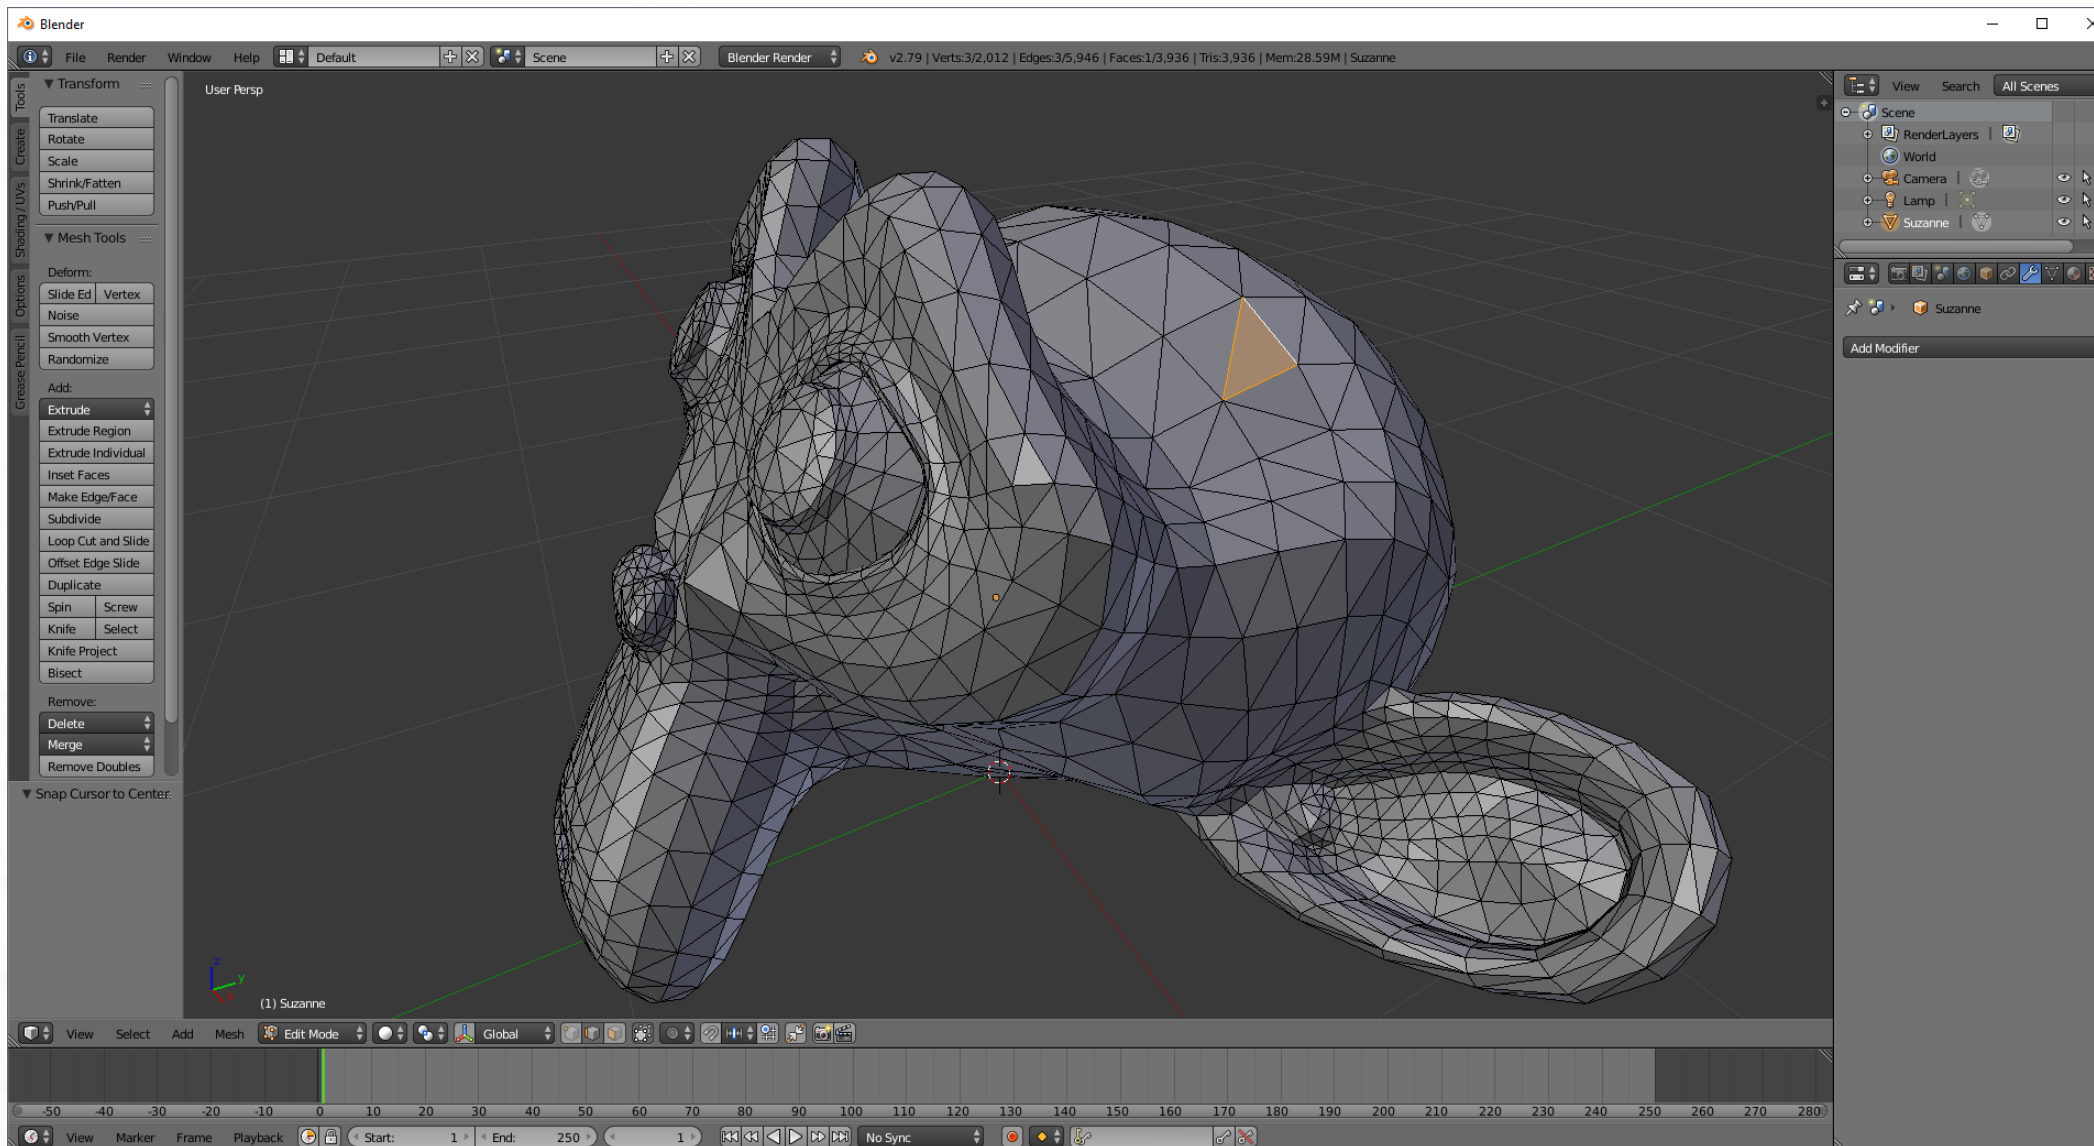 Blender
File Render Window Help Default Scene Blender Render v2.79 | Verts:3/2,012 | Edges:3/5,946 | Faces:1/3,936 | Tris:3,936 | Mem:28.59M | Suzanne
Tools
Create
Shading / UVs
Options
Grease Pencil
Transform
Translate
Rotate
Scale
Shrink/Fatten
Push/Pull
Mesh Tools
Deform:
Slide Ed Vertex
Noise
Smooth Vertex
Randomize
Add:
Extrude
Extrude Region
Extrude Individual
Inset Faces
Make Edge/Face
Subdivide
Loop Cut and Slide
Offset Edge Slide
Duplicate
Spin Screw
Knife Select
Knife Project
Bisect
Remove:
Delete
Merge
Remove Doubles
Snap Cursor to Center
User Persp
z
y
x
(1) Suzanne
View Search All Scenes
Scene
RenderLayers
World
Camera
Lamp
Suzanne
Suzanne
Add Modifier
View Select Add Mesh Edit Mode Global
-50 -40 -30 -20 -10 0 10 20 30 40 50 60 70 80 90 100 110 120 130 140 150 160 170 180 190 200 210 220 230 240 250 260 270 280
View Marker Frame Playback Start: 1 End: 250 1 No Sync